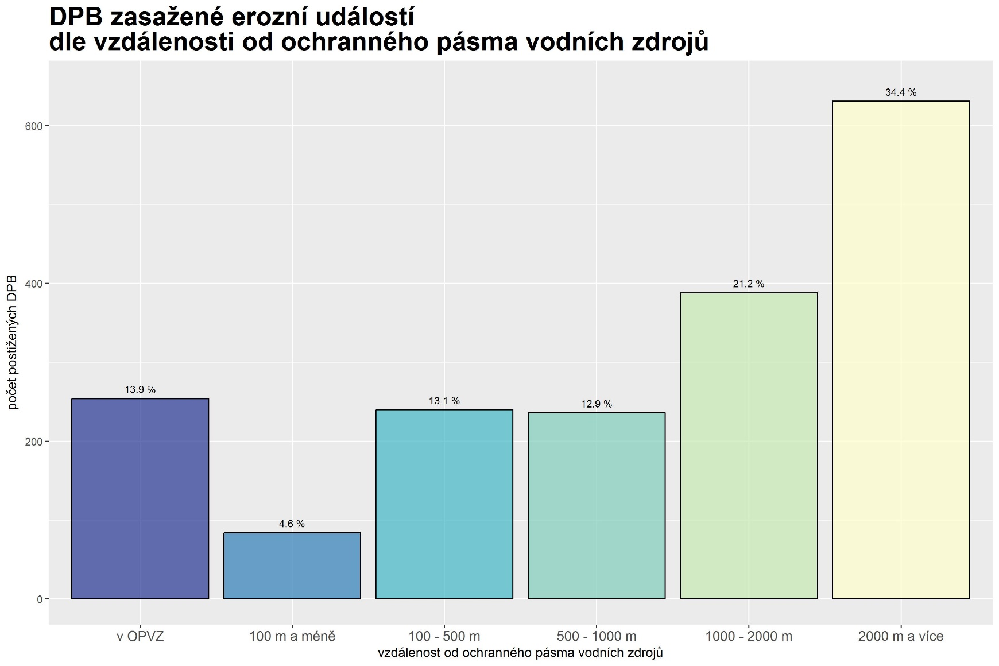 DPB zasažené erozní událostí
dle vzdálenosti od ochranného pásma vodních zdrojů
počet postižených DPB
600
400
200
0
13.9 %
4.6 %
13.1 %
12.9 %
21.2 %
34.4 %
v OPVZ
100 m a méně
100 - 500 m
500 - 1000 m
1000 - 2000 m
2000 m a více
vzdálenost od ochranného pásma vodních zdrojů